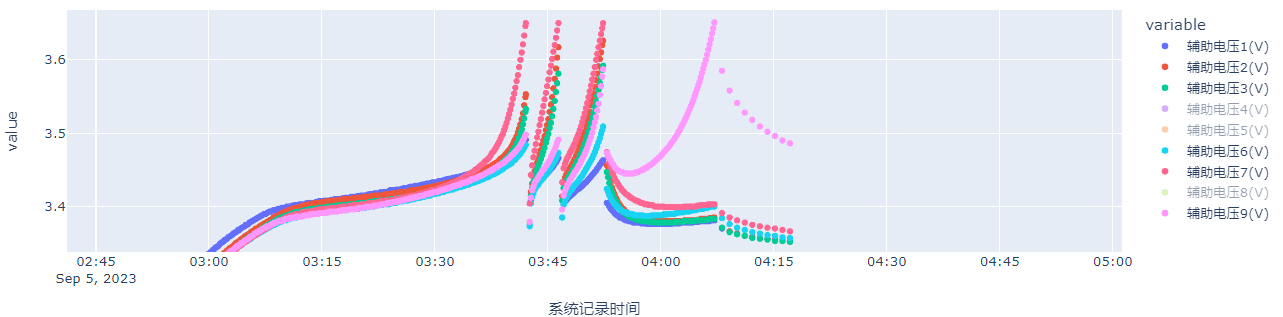 variable
辅助电压1(V)
辅助电压2(V)
辅助电压3(V)
辅助电压4(V)
辅助电压5(V)
辅助电压6(V)
辅助电压7(V)
辅助电压8(V)
辅助电压9(V)
value
3.6
3.5
3.4
02:45 03:00 03:15 03:30 03:45 04:00 04:15 04:30 04:45 05:00
Sep 5, 2023
系统记录时间